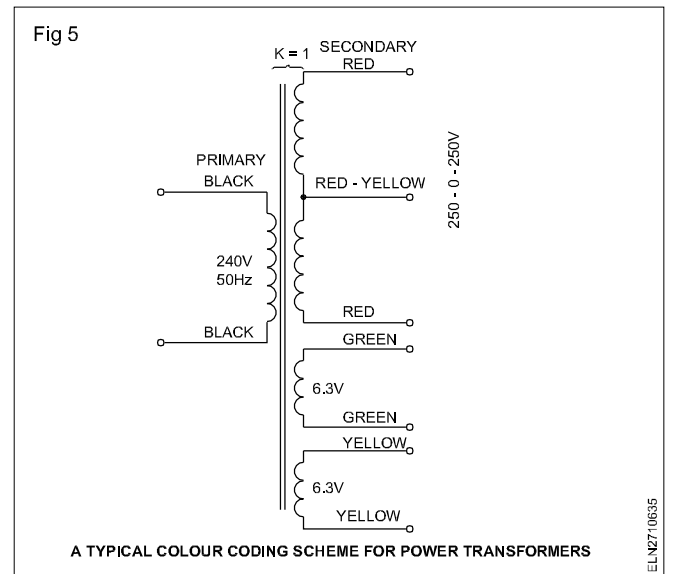 Fig 5
K = 1
SECONDARY
RED
PRIMARY
BLACK
RED - YELLOW
250 - 0 - 250V
240V
50Hz
BLACK
RED
GREEN
6.3V
GREEN
YELLOW
6.3V
YELLOW
A TYPICAL COLOUR CODING SCHEME FOR POWER TRANSFORMERS
ELN2710635